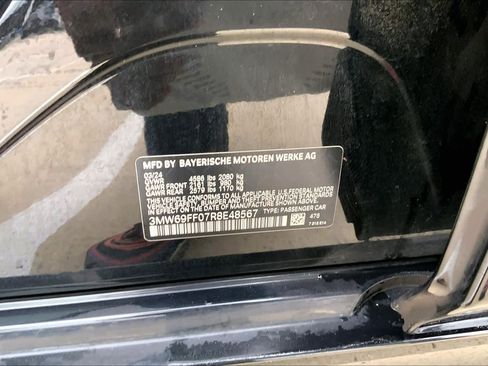 MFD BY BAYERISCHE MOTOREN WERKE AG
03/24
GVWR 4586 lbs 2080 kg
GAWR FRONT 2161 lbs 980 kg
GAWR REAR 2579 lbs 1170 kg
THIS VEHICLE CONFORMS TO ALL APPLICABLE U.S. FEDERAL MOTOR
VEHICLE SAFETY, BUMPER AND THEFT PREVENTION STANDARDS
IN EFFECT ON THE DATE OF MANUFACTURE SHOWN ABOVE.
3MW69FF07R8E48567 TYPE: PASSENGER CAR
475